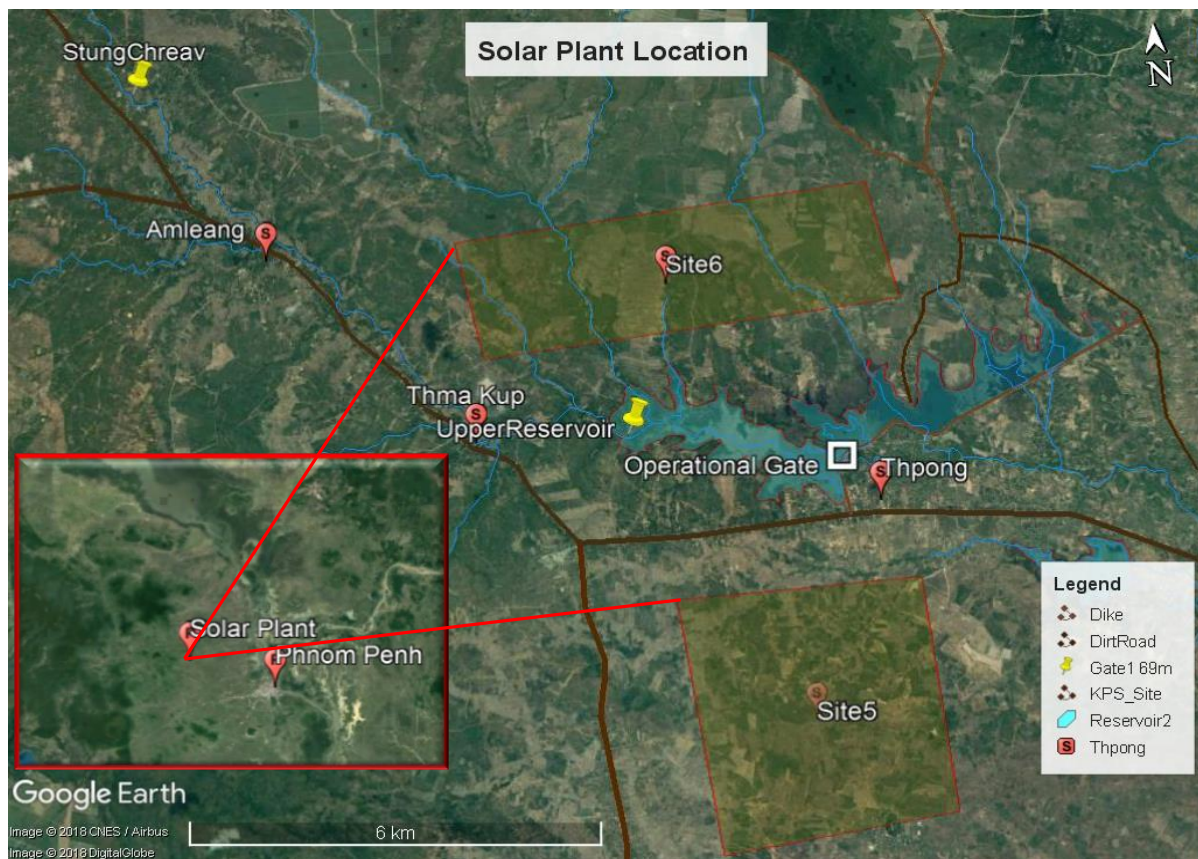 Solar Plant Location
N
StungChreav
Amleang
S
S
Site6
Thma Kup
S
UpperReservoir
Operational Gate
S
Thpong
Solar Plant
Phnom Penh
S
Site5
Legend
Dike
DirtRoad
Gate1 69m
KPS_Site
Reservoir2
S
Thpong
Google Earth
Image © 2018 CNES / Airbus
Image © 2018 DigitalGlobe
6 km